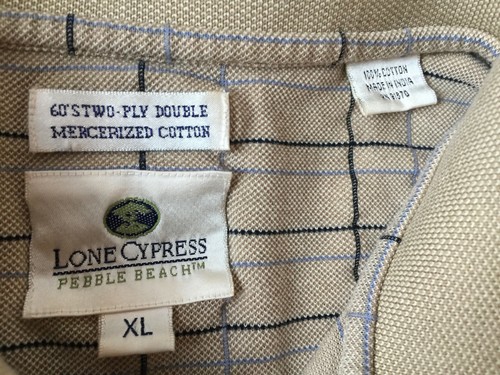 100% COTTON
MADE IN INDIA
60'S TWO-PLY DOUBLE
MERCERIZED COTTON
LONE CYPRESS
PEBBLE BEACH™
XL